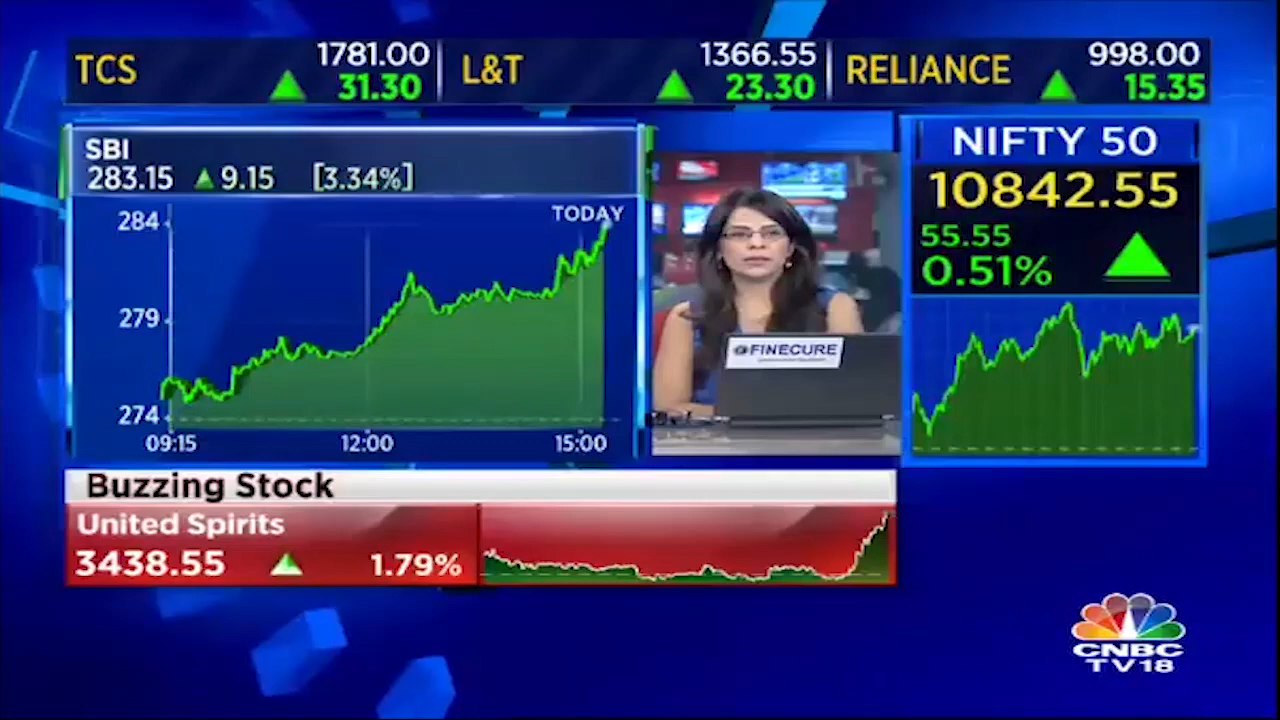 TCS 1781.00 ▲ 31.30
L&T 1366.55 ▲ 23.30
RELIANCE 998.00 ▲ 15.35
SBI
283.15 ▲ 9.15 [3.34%]
TODAY
284
279
274
09:15 12:00 15:00
FINECURE
NIFTY 50
10842.55
55.55
0.51%
Buzzing Stock
United Spirits
3438.55 ▲ 1.79%
CNBC
TV18